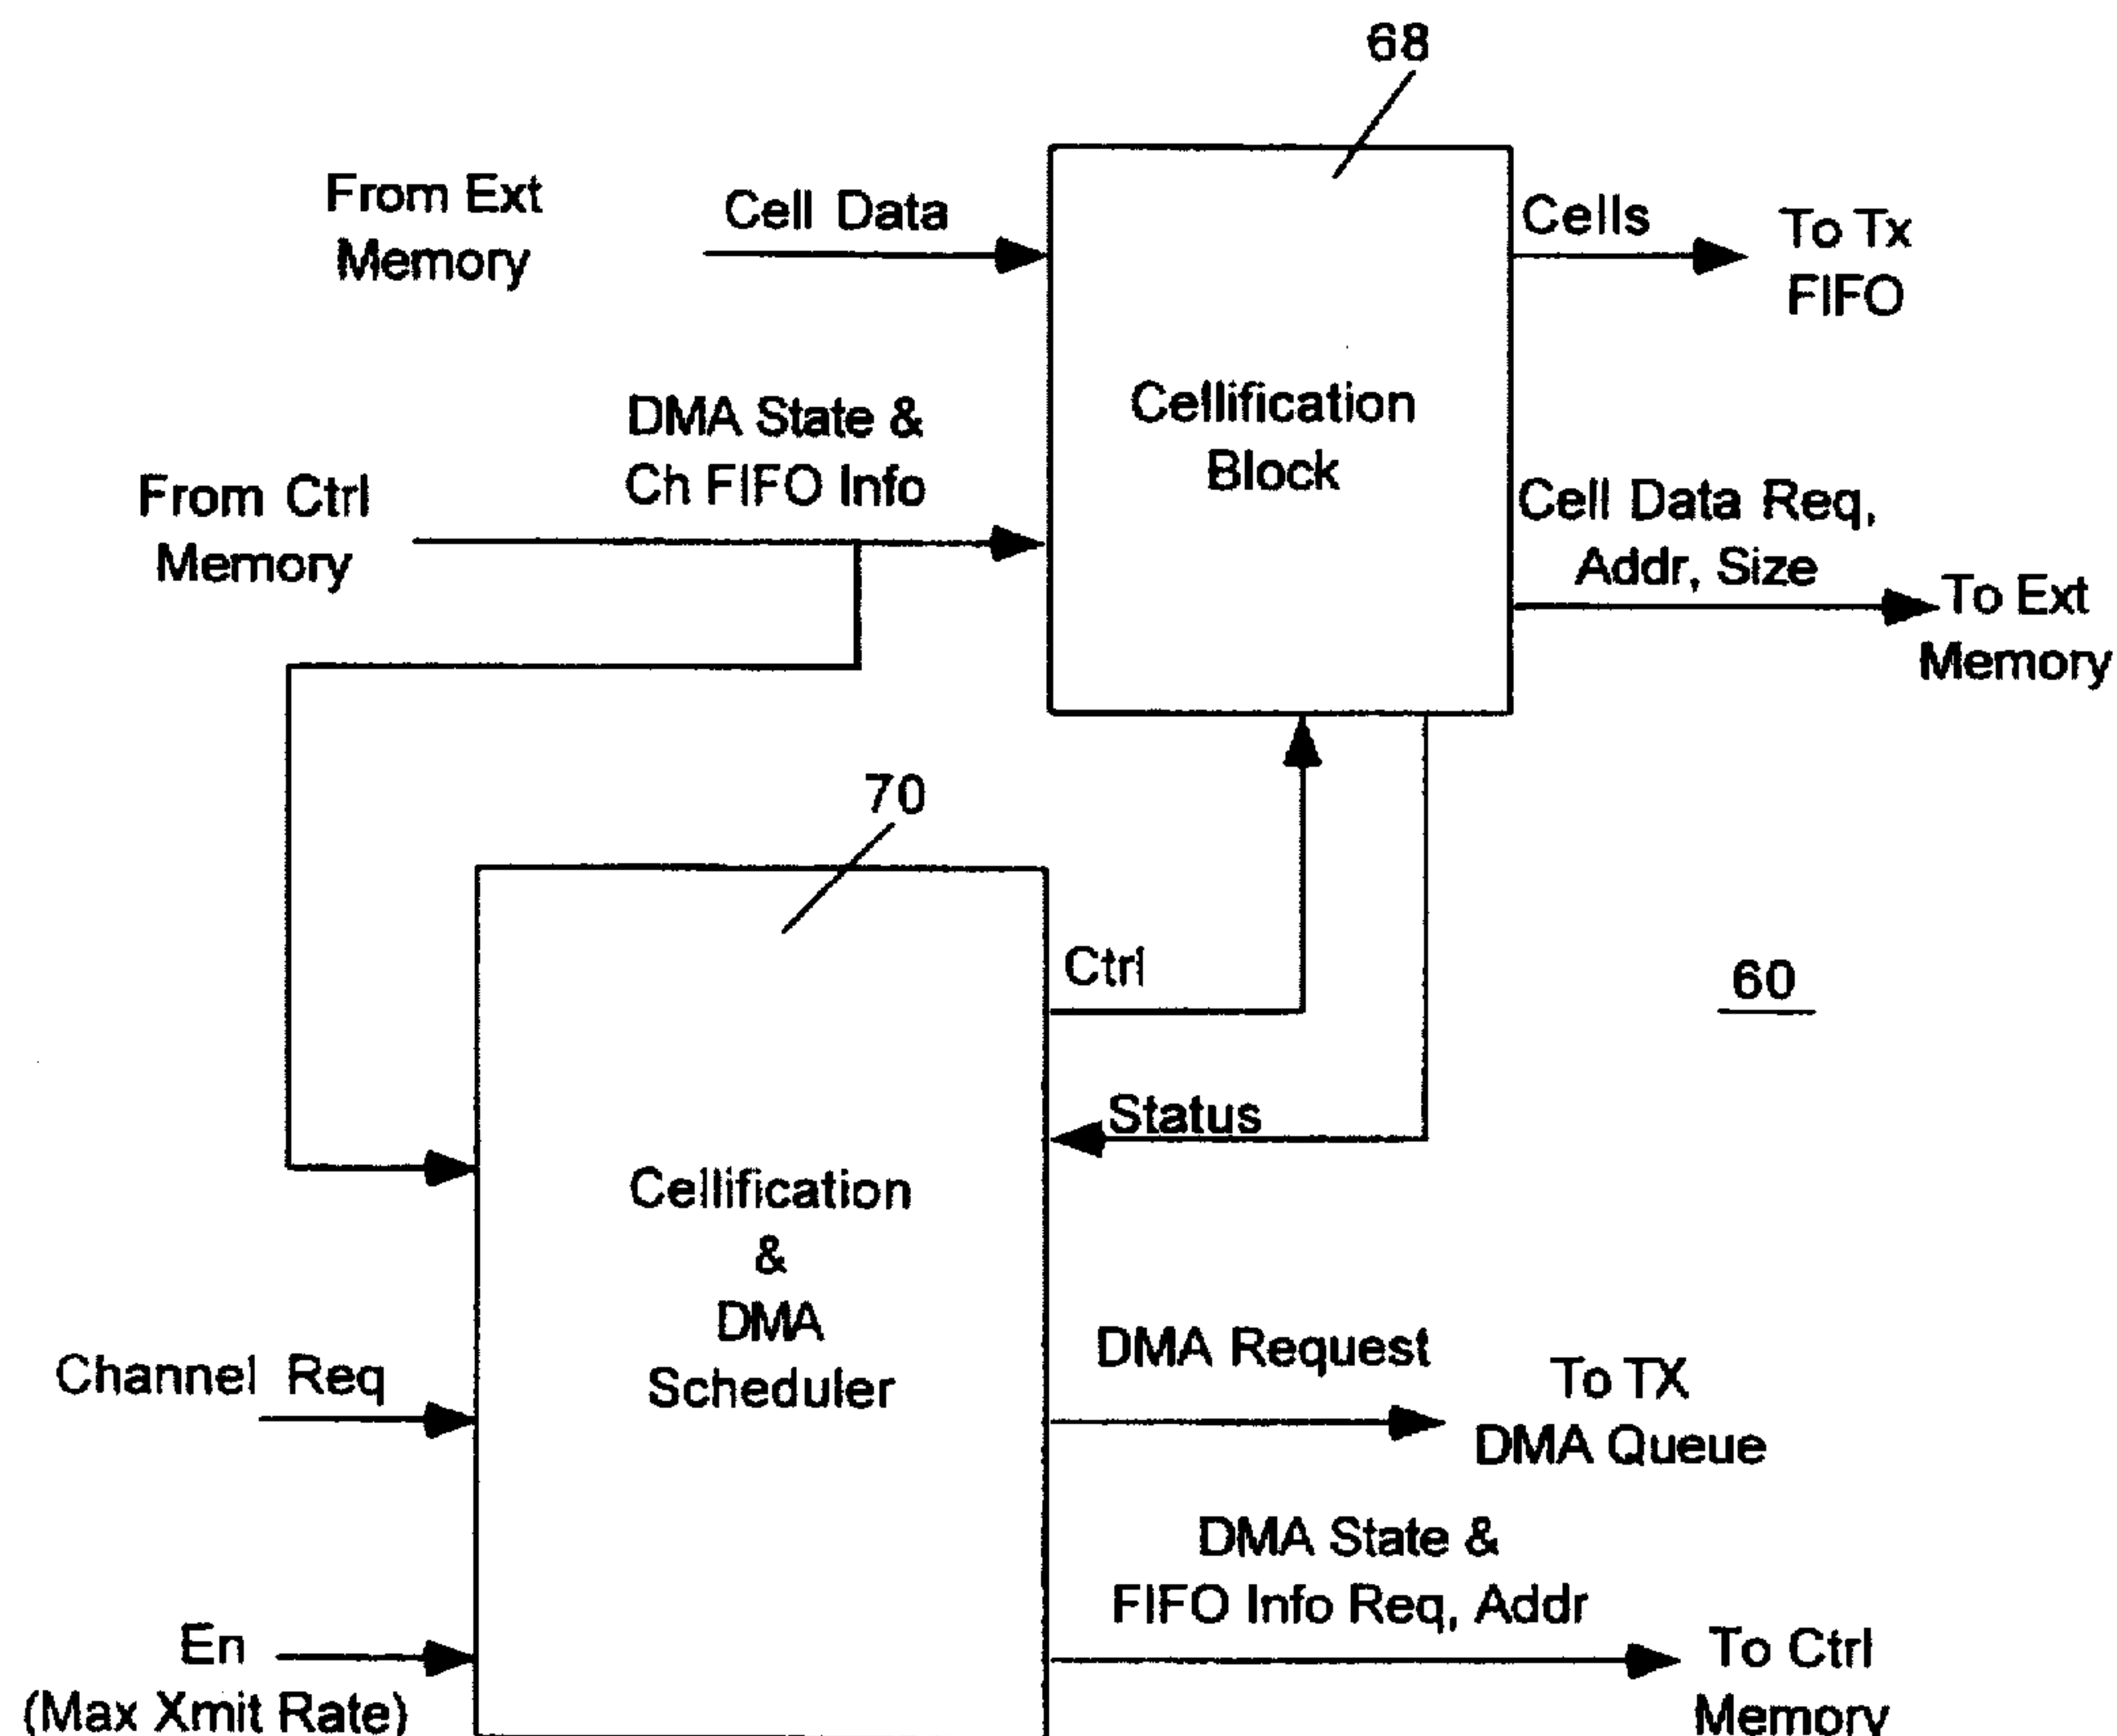 68
From Ext
Memory
Cell Data
Cells
To Tx
FIFO
Cellification
Block
DMA State &
Ch FIFO Info
From Ctrl
Memory
Cell Data Req,
Addr, Size
To Ext
Memory
70
Ctrl
60
Status
Cellification
&
DMA
Scheduler
Channel Req
DMA Request
To TX
DMA Queue
DMA State &
FIFO Info Req, Addr
En
(Max Xmit Rate)
To Ctrl
Memory